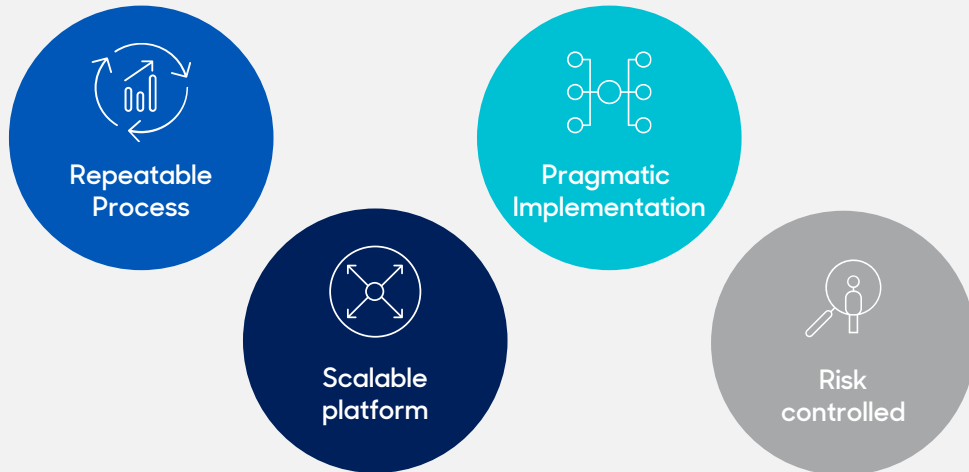 Repeatable
Process
Scalable
platform
Pragmatic
Implementation
Risk
controlled